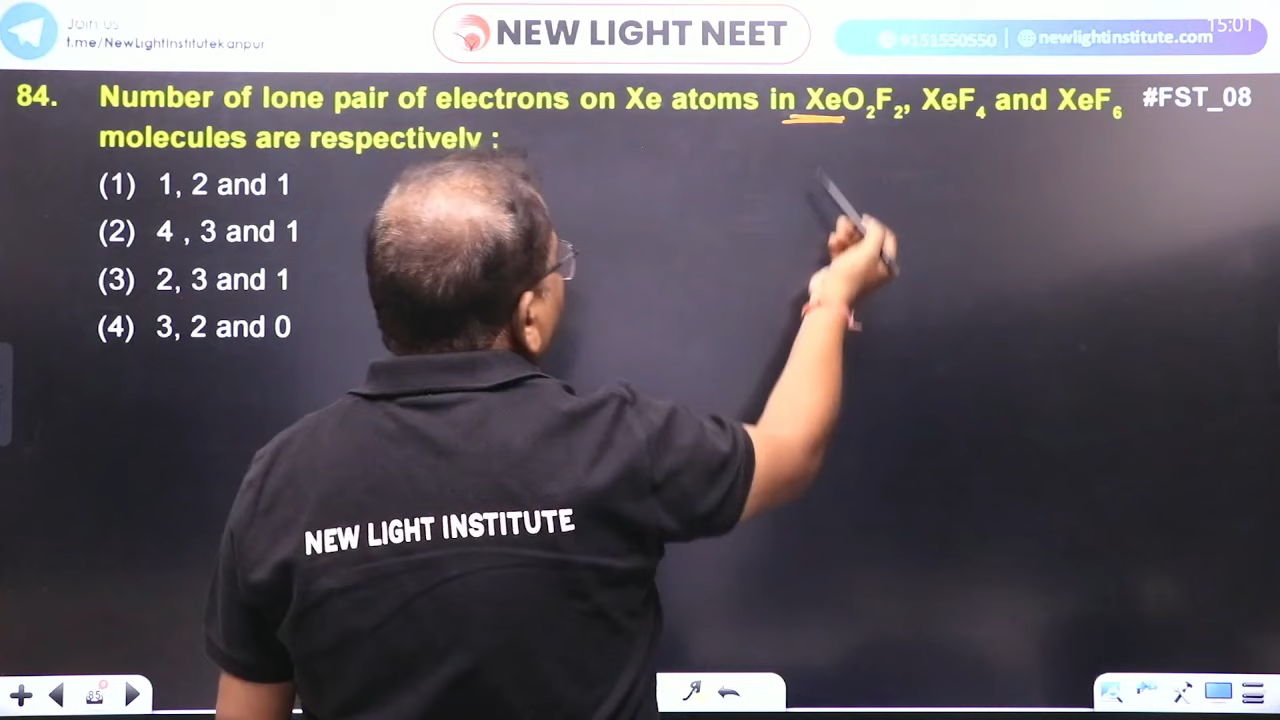 Join us
t.me/NewLightInstitutekanpur
NEW LIGHT NEET
9151550550 | newlightinstitute.com
15:01
84. Number of lone pair of electrons on Xe atoms in XeO₂F₂, XeF₄ and XeF₆ #FST_08
molecules are respectively :
(1) 1, 2 and 1
(2) 4 , 3 and 1
(3) 2, 3 and 1
(4) 3, 2 and 0
NEW LIGHT INSTITUTE
85